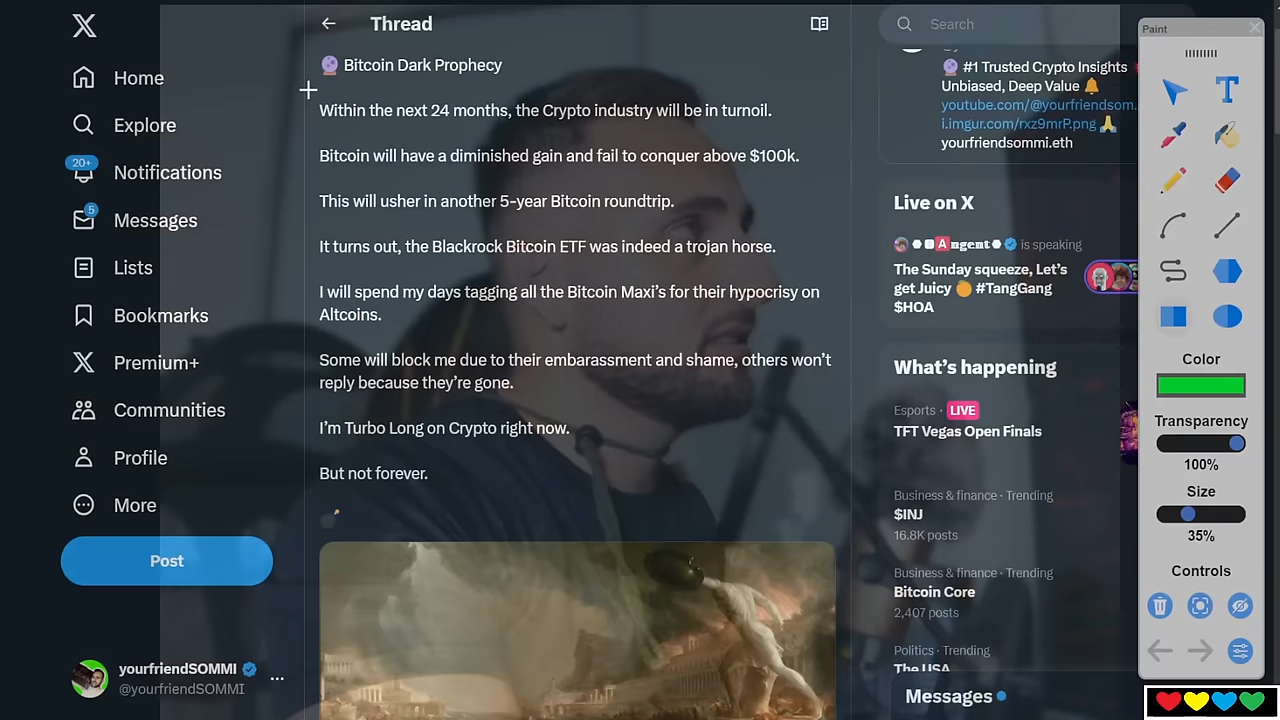 Home
Explore
20+
Notifications
5
Messages
Lists
Bookmarks
Premium+
Communities
Profile
More
Post
yourfriendSOMMI
@yourfriendSOMMI
Thread
🔮 Bitcoin Dark Prophecy
Within the next 24 months, the Crypto industry will be in turnoil.
Bitcoin will have a diminished gain and fail to conquer above $100k.
This will usher in another 5-year Bitcoin roundtrip.
It turns out, the Blackrock Bitcoin ETF was indeed a trojan horse.
I will spend my days tagging all the Bitcoin Maxi's for their hypocrisy on
Altcoins.
Some will block me due to their embarassment and shame, others won't
reply because they're gone.
I'm Turbo Long on Crypto right now.
But not forever.
Search
🔮 #1 Trusted Crypto Insights
Unbiased, Deep Value 🔔
youtube.com/@yourfriendsom.
i.imgur.com/rxz9mrP.png 🙏
yourfriendsommi.eth
Live on X
Angent is speaking
The Sunday squeeze, Let's
get Juicy 🍊 #TangGang
$HOA
What's happening
Esports · LIVE
TFT Vegas Open Finals
Business & finance · Trending
$INJ
16.8K posts
Business & finance · Trending
Bitcoin Core
2,407 posts
Politics · Trending
The USA
Messages
Paint
T
Color
Transparency
100%
Size
35%
Controls